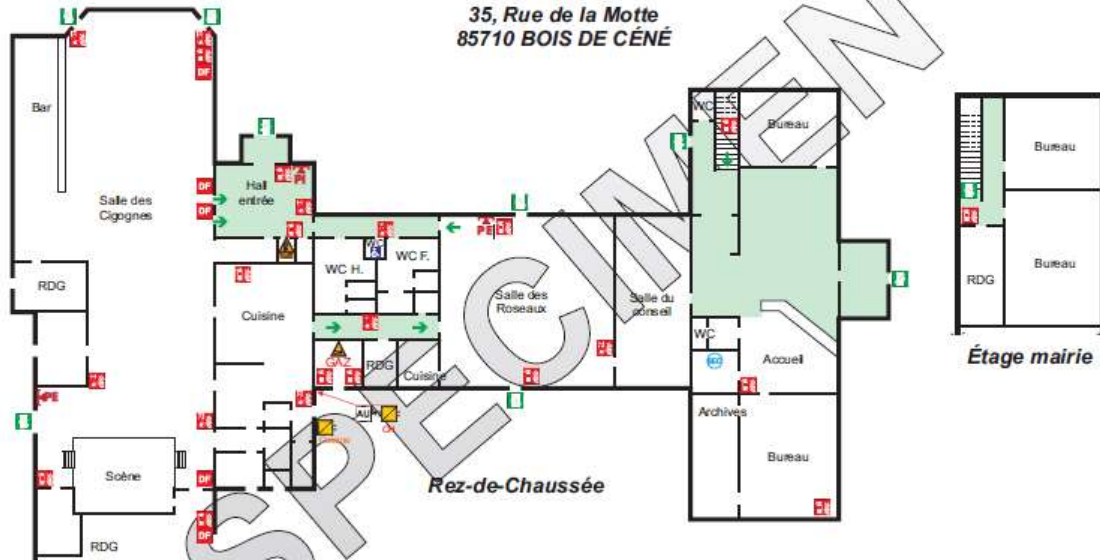 35, Rue de la Motte
85710 BOIS DE CÉNÉ
Bar
Salle des
Cigognes
RDG
Scène
RDG
DF
DF
DF
DF
DF
Hall
entrée
PI
WC H.
WC
WC F.
Cuisine
GAZ
RDG
Cuisine
PE
PE
Salle des
Roseaux
Salle du
conseil
WC
Bureau
WC
Accueil
Archives
Bureau
Rez-de-Chaussée
Bureau
Bureau
RDG
Étage mairie
SPECIMEN